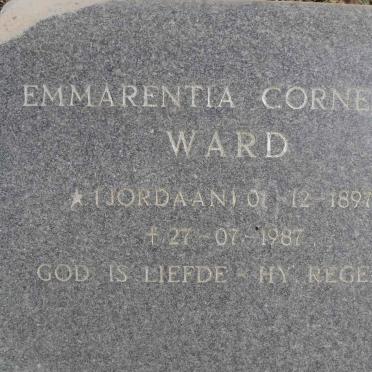 EMMARENTIA CORNE
WARD
★ (JORDAAN) 01-12-1897
† 27-07-1987
GOD IS LIEFDE ~ HY REGE